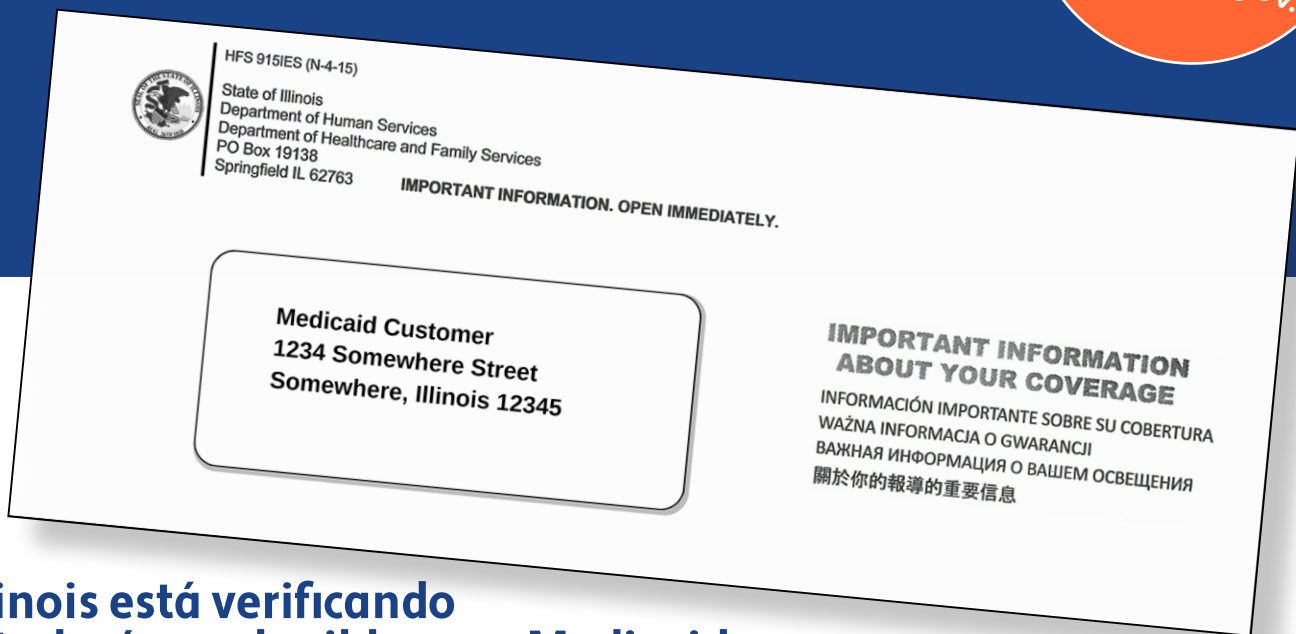 HFS 915IES (N-4-15)
State of Illinois
Department of Human Services
Department of Healthcare and Family Services
PO Box 19138
Springfield IL 62763
IMPORTANT INFORMATION. OPEN IMMEDIATELY.
Medicaid Customer
1234 Somewhere Street
Somewhere, Illinois 12345
IMPORTANT INFORMATION
ABOUT YOUR COVERAGE
INFORMACIÓN IMPORTANTE SOBRE SU COBERTURA
WAŻNA INFORMACJA O GWARANCJI
ВАЖНАЯ ИНФОРМАЦИЯ О ВАШЕМ ОСВЕЩЕНИЯ
關於你的報導的重要信息
inois está verificando